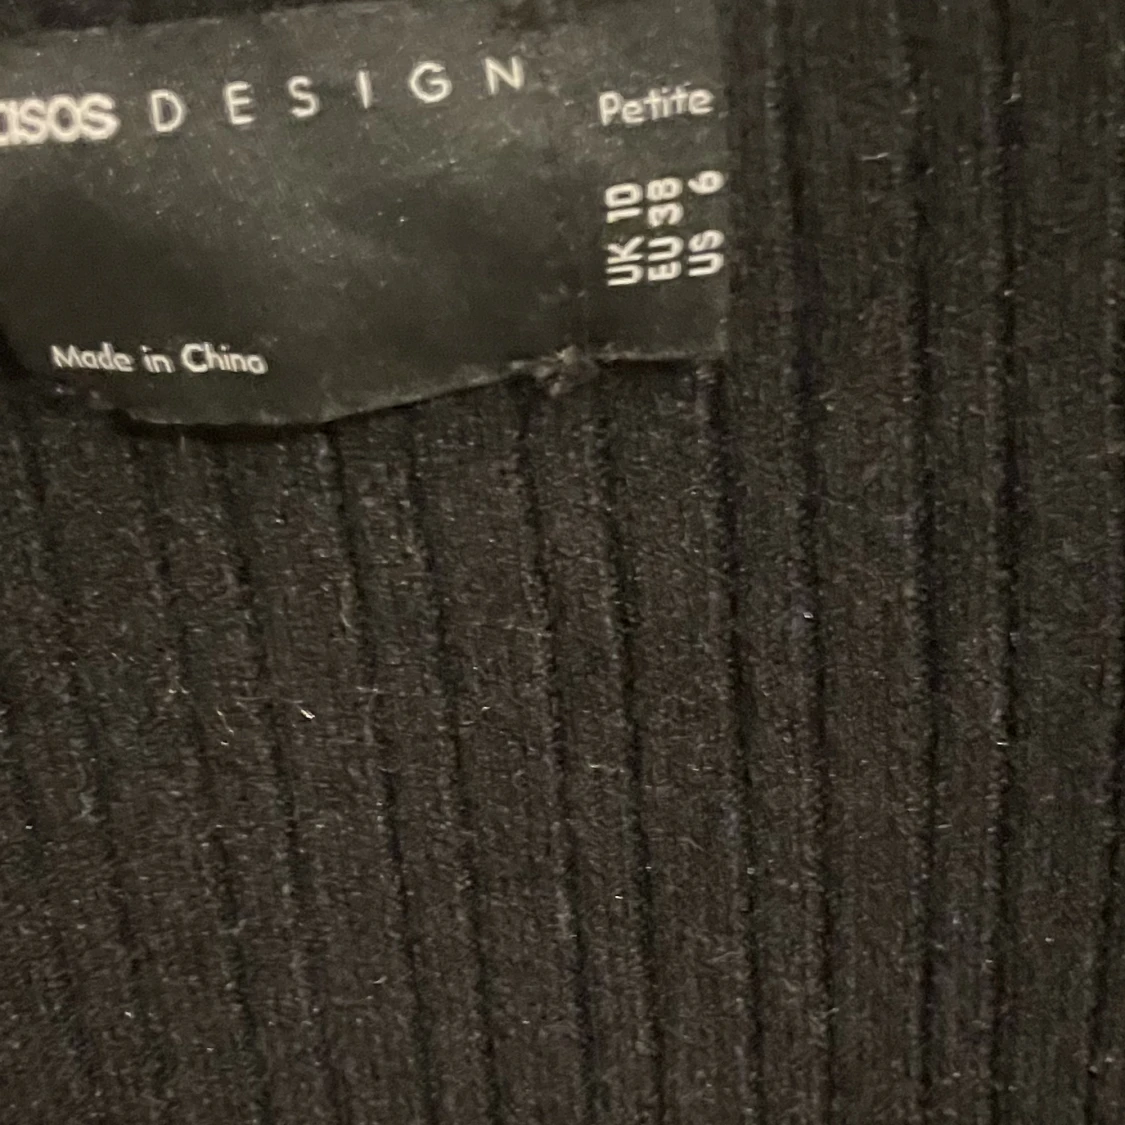 asos DESIGN
Petite
UK 10
EU 38
US 6
Made in China